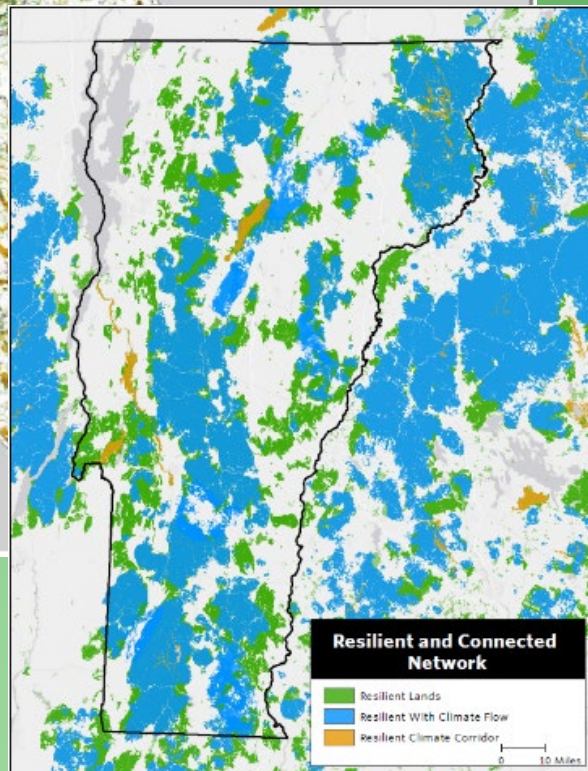 Resilient and Connected
Network
Resilient Lands
Resilient With Climate Flow
Resilient Climate Corridor
0 10 Miles